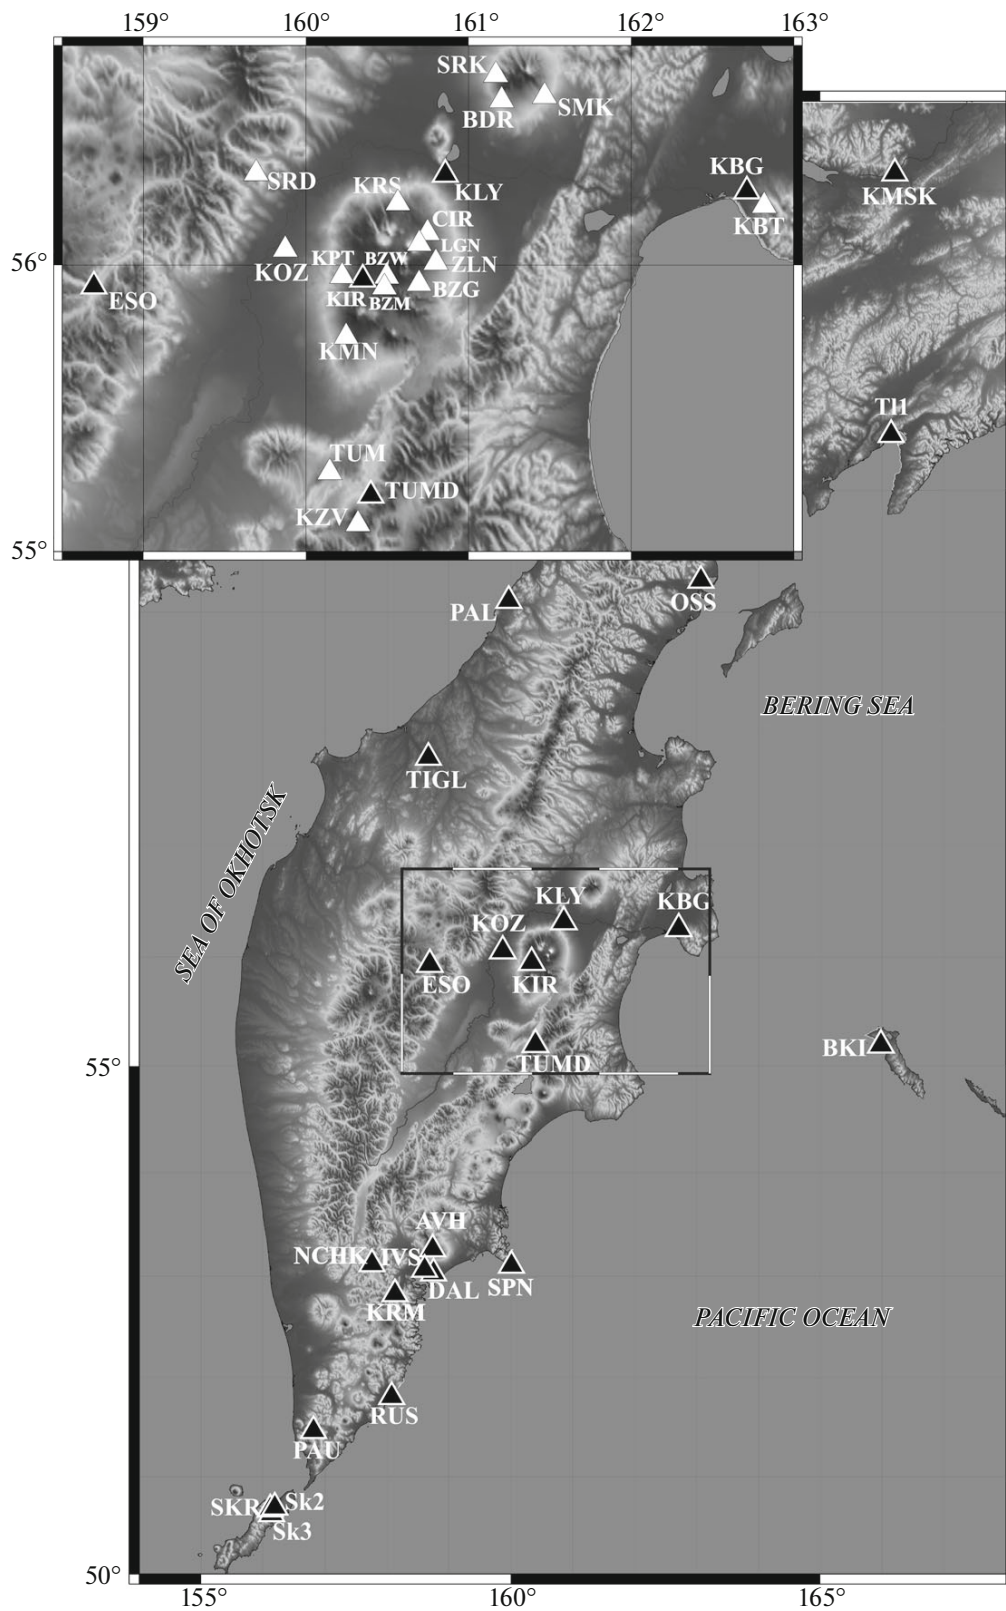 159° 160° 161° 162° 163°
SRK
SMK
BDR
KBG
KMSK
SRD
KRS
KLY
KBT
CIR
LGN
56°
KOZ
KPT
BZW
ZLN
ESO
KIR
BZM
BZG
KMN
Tl1
TUM
TUMD
KZV
55°
PAL
OSS
BERING SEA
TIGL
SEA OF OKHOTSK
KLY
KBG
KOZ
ESO
KIR
BKI
TUMD
55°
AVH
NCHK
IVS
DAL
SPN
KRM
PACIFIC OCEAN
RUS
PAU
SKR
Sk2
Sk3
50°
155° 160° 165°